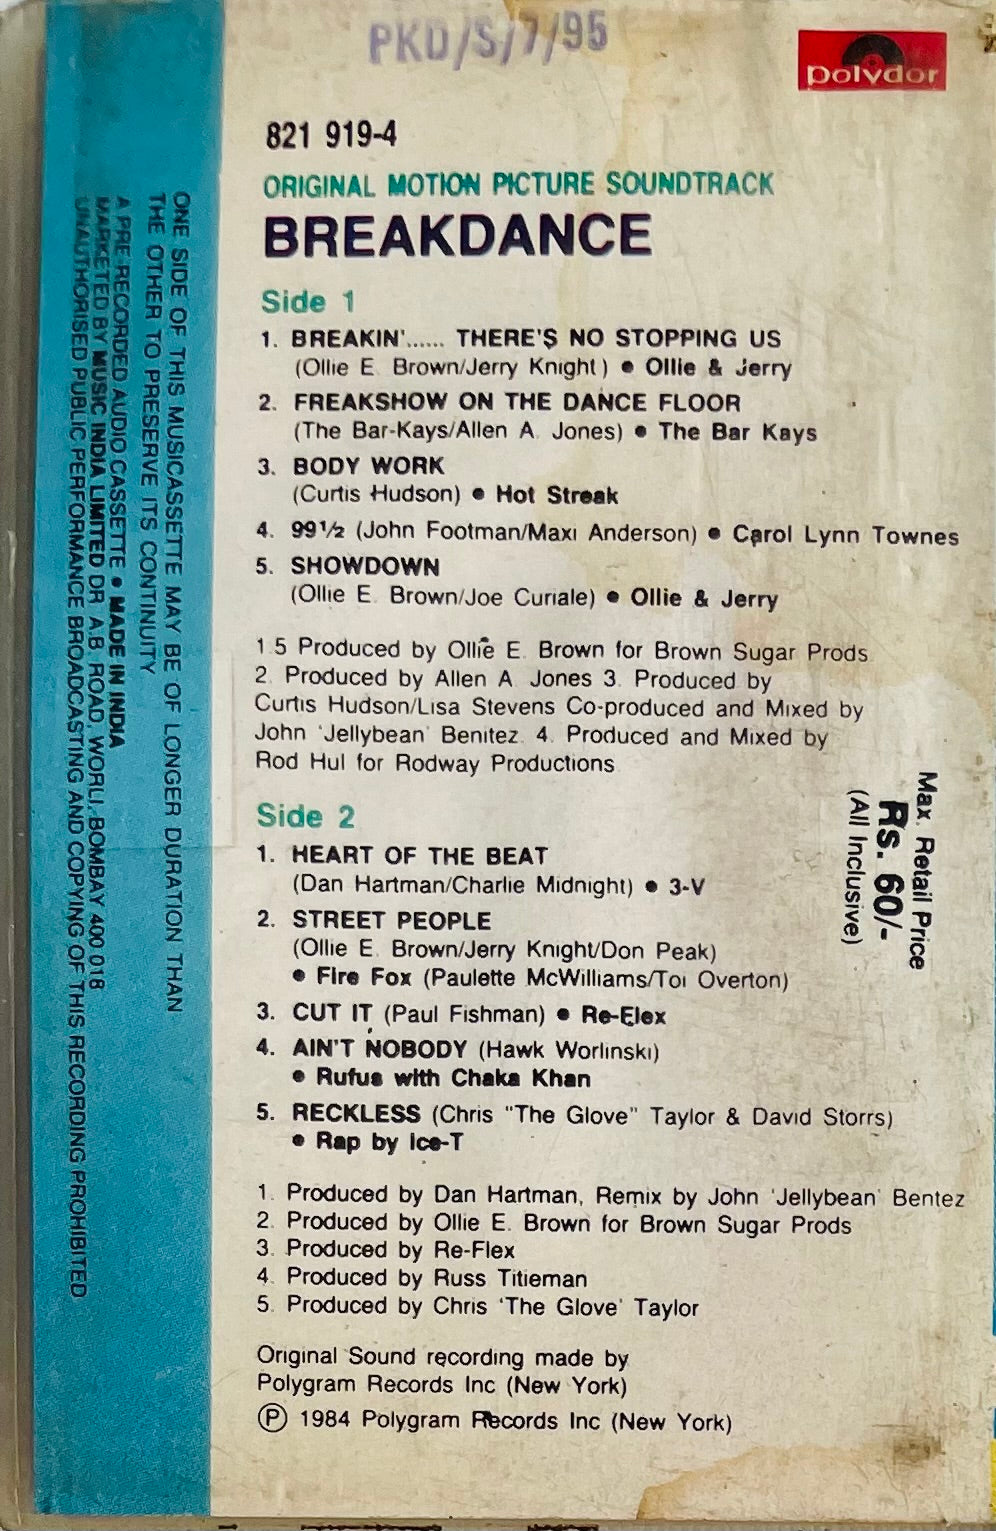 PKD/S/7/95
polydor
821 919-4
ORIGINAL MOTION PICTURE SOUNDTRACK
BREAKDANCE
Side 1
1. BREAKIN'...... THERE'S NO STOPPING US
(Ollie E. Brown/Jerry Knight) • Ollie & Jerry
2. FREAKSHOW ON THE DANCE FLOOR
(The Bar-Kays/Allen A. Jones) • The Bar Kays
3. BODY WORK
(Curtis Hudson) • Hot Streak
4. 99½ (John Footman/Maxi Anderson) • Carol Lynn Townes
5. SHOWDOWN
(Ollie E. Brown/Joe Curiale) • Ollie & Jerry
1.5 Produced by Ollie E. Brown for Brown Sugar Prods.
2. Produced by Allen A. Jones 3. Produced by
Curtis Hudson/Lisa Stevens Co-produced and Mixed by
John 'Jellybean' Benitez. 4. Produced and Mixed by
Rod Hul for Rodway Productions.
Side 2
1. HEART OF THE BEAT
(Dan Hartman/Charlie Midnight) • 3-V
2. STREET PEOPLE
(Ollie E. Brown/Jerry Knight/Don Peak)
• Fire Fox (Paulette McWilliams/Toi Overton)
3. CUT IT (Paul Fishman) • Re-Flex
4. AIN'T NOBODY (Hawk Worlinski)
• Rufus with Chaka Khan
5. RECKLESS (Chris "The Glove" Taylor & David Storrs)
• Rap by Ice-T
1. Produced by Dan Hartman, Remix by John 'Jellybean' Bentez
2. Produced by Ollie E. Brown for Brown Sugar Prods
3. Produced by Re-Flex
4. Produced by Russ Titieman
5. Produced by Chris 'The Glove' Taylor
Original Sound recording made by
Polygram Records Inc (New York)
℗ 1984 Polygram Records Inc (New York)
Max. Retail Price
Rs. 60/-
(All Inclusive)
ONE SIDE OF THIS MUSICASSETTE MAY BE OF LONGER DURATION THAN
THE OTHER TO PRESERVE ITS CONTINUITY
A PRE-RECORDED AUDIO CASSETTE • MADE IN INDIA
MARKETED BY MUSIC INDIA LIMITED DR. A.B. ROAD, WORLI, BOMBAY 400 018
UNAUTHORISED PUBLIC PERFORMANCE BROADCASTING AND COPYING OF THIS RECORDING PROHIBITED